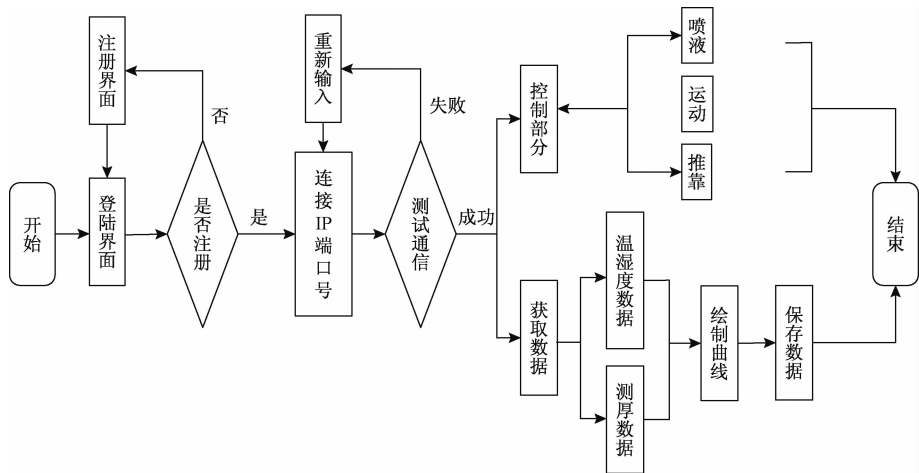 开始
登陆界面
注册界面
是否注册
否
是
重新输入
连接IP端口号
测试通信
失败
成功
控制部分
喷液
运动
推靠
获取数据
温湿度数据
测厚数据
绘制曲线
保存数据
结束